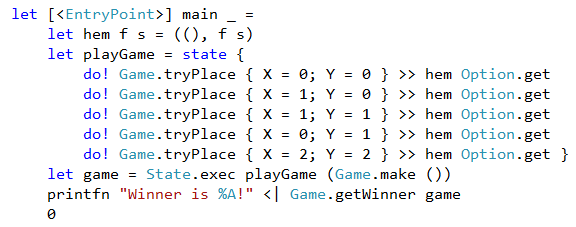 let [<EntryPoint>] main _ =
    let hem f s = ((), f s)
    let playGame = state {
        do! Game.tryPlace { X = 0; Y = 0 } >> hem Option.get
        do! Game.tryPlace { X = 1; Y = 0 } >> hem Option.get
        do! Game.tryPlace { X = 1; Y = 1 } >> hem Option.get
        do! Game.tryPlace { X = 0; Y = 1 } >> hem Option.get
        do! Game.tryPlace { X = 2; Y = 2 } >> hem Option.get }
    let game = State.exec playGame (Game.make ())
    printfn "Winner is %A!" <| Game.getWinner game
    0